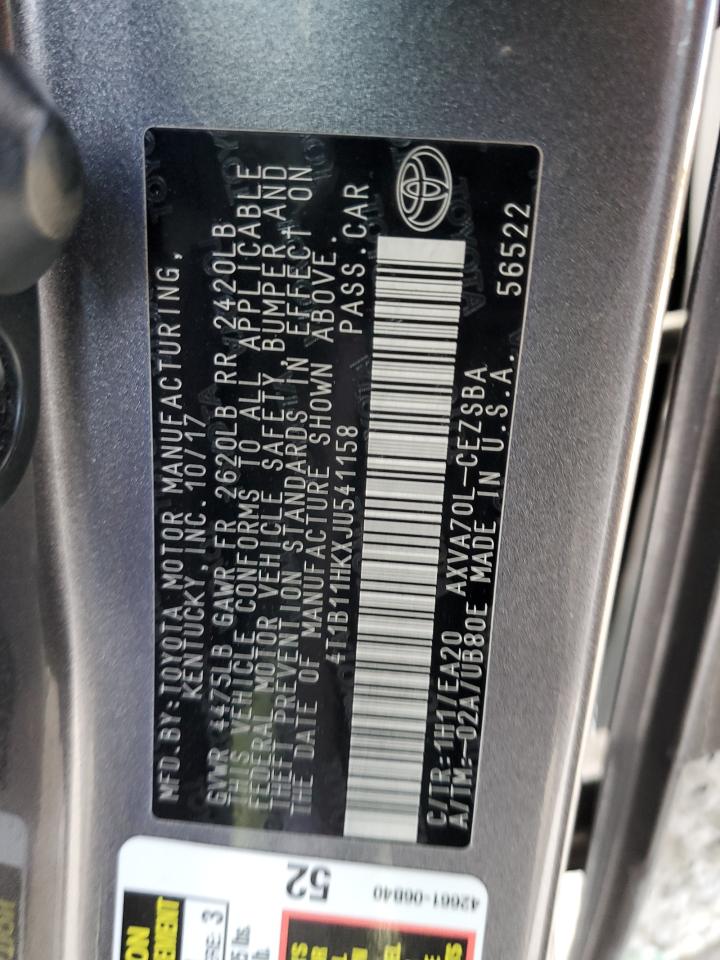 MFD.BY:TOYOTA MOTOR MANUFACTURING,
KENTUCKY, INC. 10/17
GVWR 4475LB GAWR FR 2620LB RR 2420LB
THIS VEHICLE CONFORMS TO ALL APPLICABLE
FEDERAL MOTOR VEHICLE SAFETY, BUMPER,AND
THEFT PREVENTION STANDARDS IN EFFECT ON
THE DATE OF MANUFACTURE SHOWN ABOVE.
4T1B11HKXJU541158 PASS.CAR
C/TR:1H17EA20 AXVA70L-CEZSBA
A/TM:-02A/UB80E MADE IN U.S.A. 56522
52
42661-06B40
3